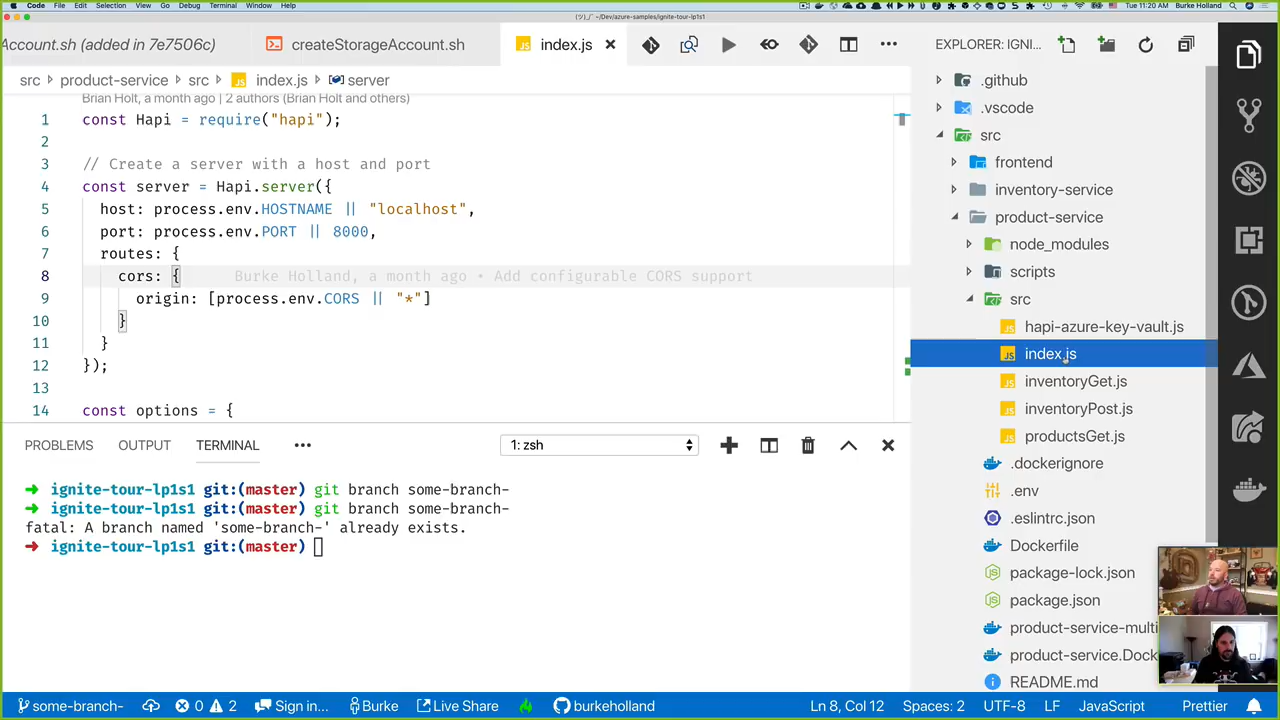 Code File Edit Selection View Go Debug Terminal Window Help
Tue 11:20 AM Burke Holland
~/Dev/azure-samples/ignite-tour-lp1s1
Account.sh (added in 7e7506c)
createStorageAccount.sh
index.js
src > product-service > src > index.js > server
Brian Holt, a month ago | 2 authors (Brian Holt and others)
1 const Hapi = require("hapi");
2
3 // Create a server with a host and port
4 const server = Hapi.server({
5 host: process.env.HOSTNAME || "localhost",
6 port: process.env.PORT || 8000,
7 routes: {
8 cors: { Burke Holland, a month ago • Add configurable CORS support
9 origin: [process.env.CORS || "*"]
10 }
11 }
12 });
13
14 const options = {
PROBLEMS OUTPUT TERMINAL ••• 1: zsh
➜ ignite-tour-lp1s1 git:(master) git branch some-branch-
➜ ignite-tour-lp1s1 git:(master) git branch some-branch-
fatal: A branch named 'some-branch-' already exists.
➜ ignite-tour-lp1s1 git:(master)
EXPLORER: IGNI...
.github
.vscode
src
frontend
inventory-service
product-service
node_modules
scripts
src
hapi-azure-key-vault.js
index.js
inventoryGet.js
inventoryPost.js
productsGet.js
.dockerignore
.env
.eslintrc.json
Dockerfile
package-lock.json
package.json
product-service-multi
product-service.Dock
README.md
some-branch- 0 2 Sign in... Burke Live Share burkeholland Ln 8, Col 12 Spaces: 2 UTF-8 LF JavaScript Prettier